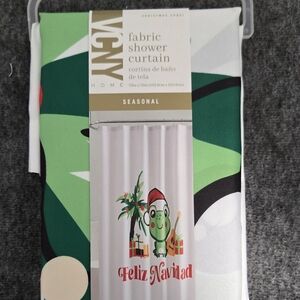 VCNY
HOME
fabric
shower
curtain
cortina de baño
de tela
SEASONAL
Feliz Navidad